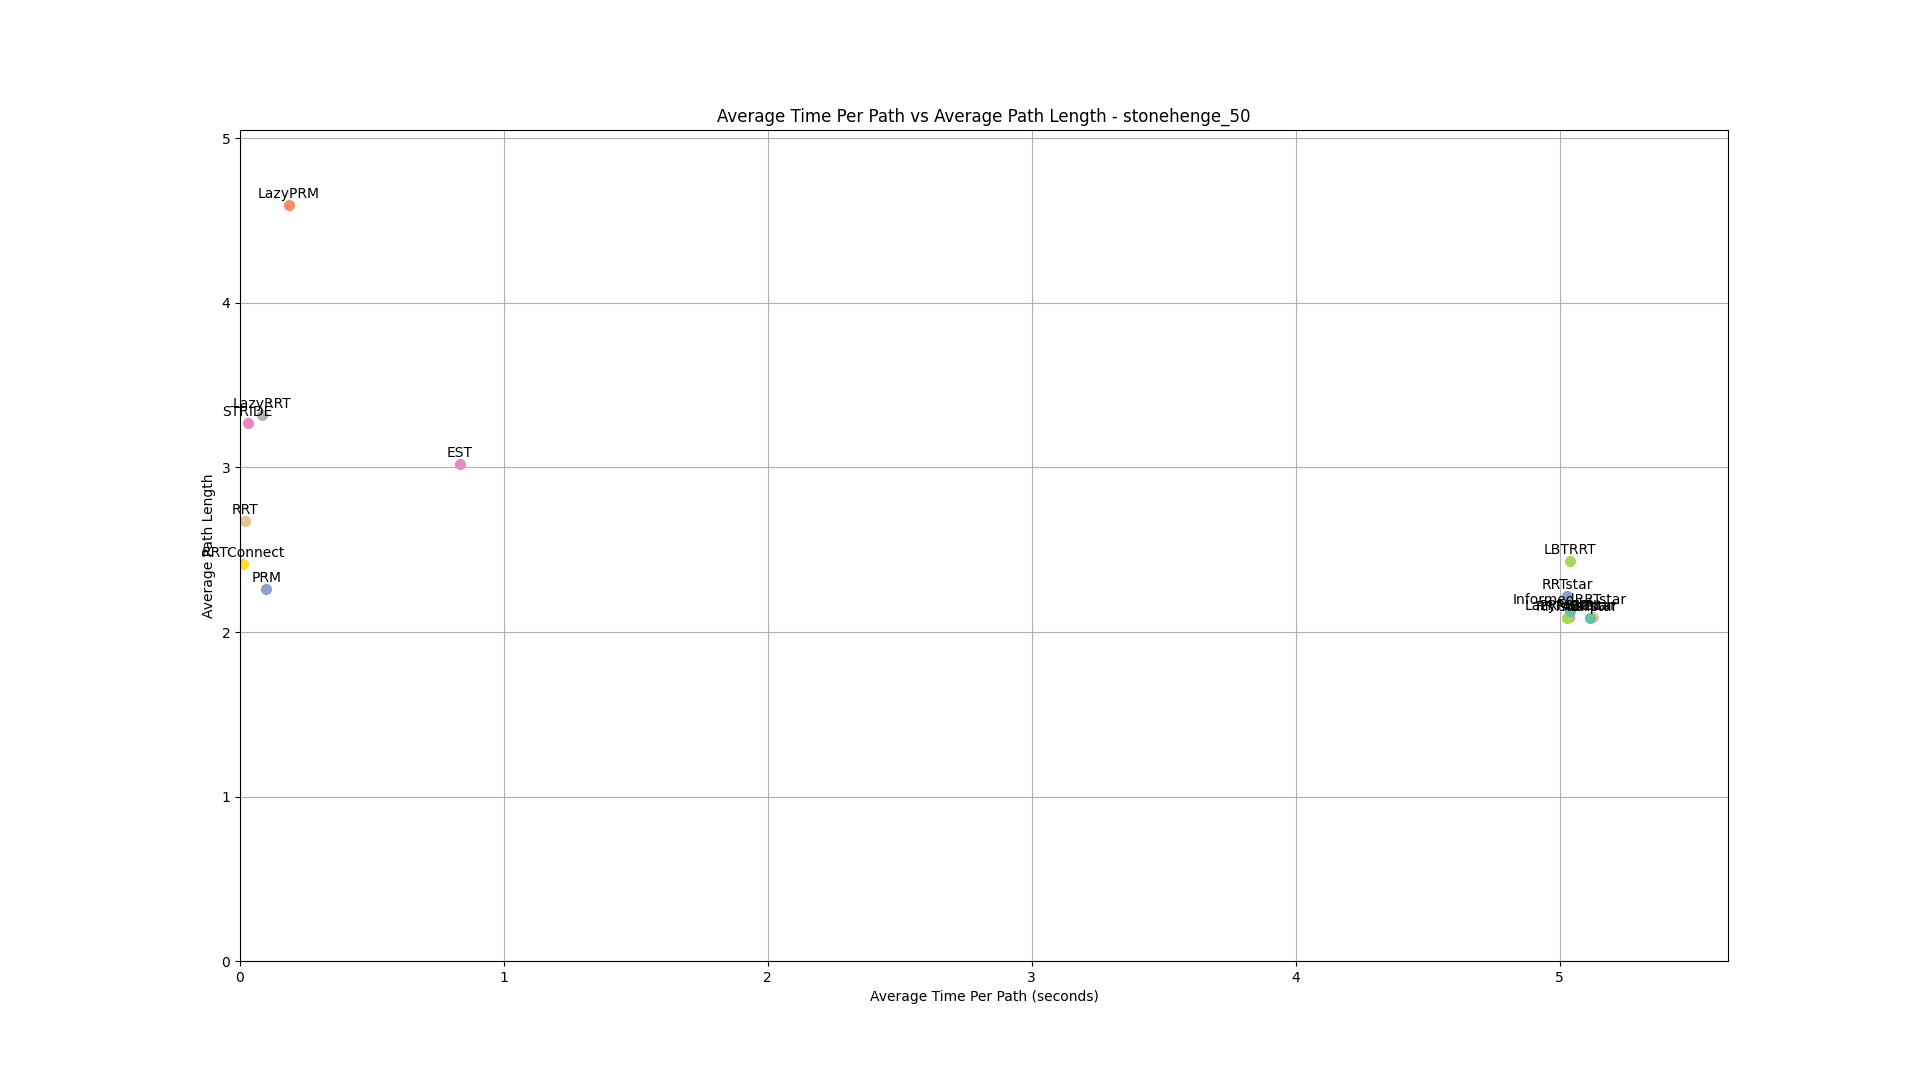 Average Time Per Path vs Average Path Length - stonehenge_50
5
LazyPRM
4
LazyRRT
STRIDE
EST
3
RRT
RRTConnect
LBTRRT
PRM
RRTstar
InformedRRTstar
2
1
0
0 1 2 3 4 5
Average Time Per Path (seconds)
Average Path Length